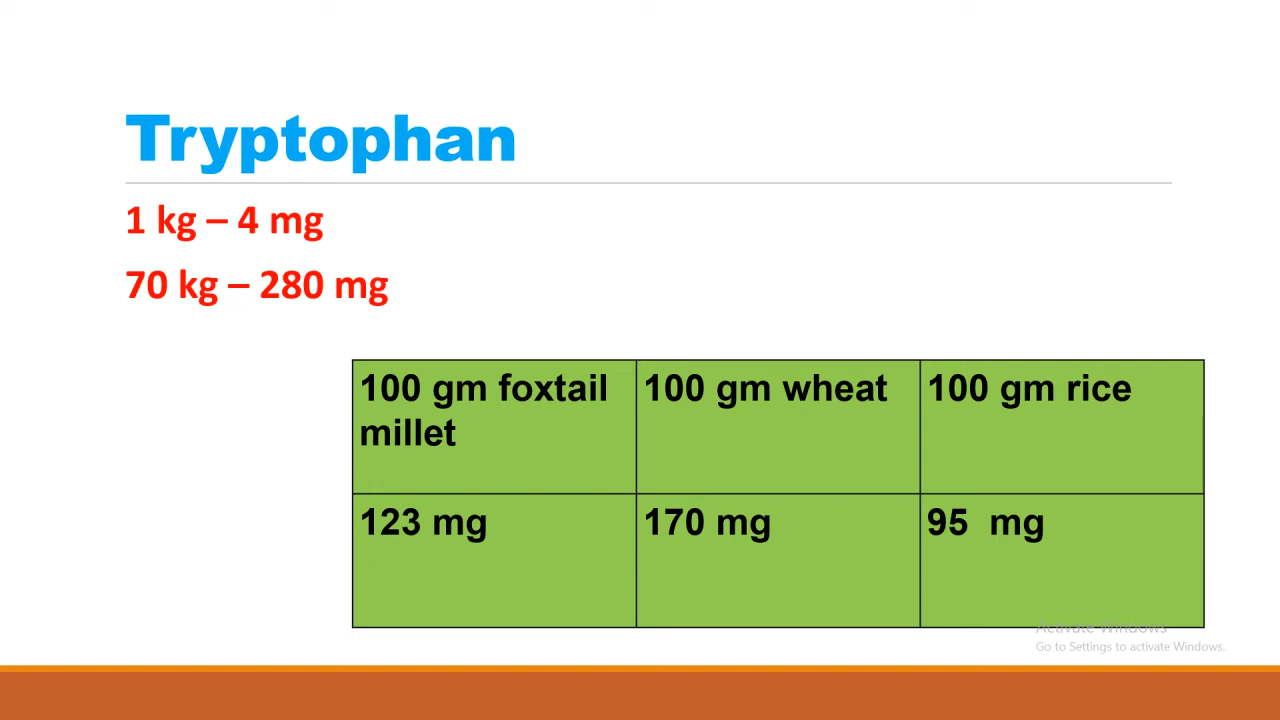 Tryptophan
1 kg – 4 mg
70 kg – 280 mg
100 gm foxtail millet
100 gm wheat
100 gm rice
123 mg
170 mg
95 mg
Activate Windows
Go to Settings to activate Windows.